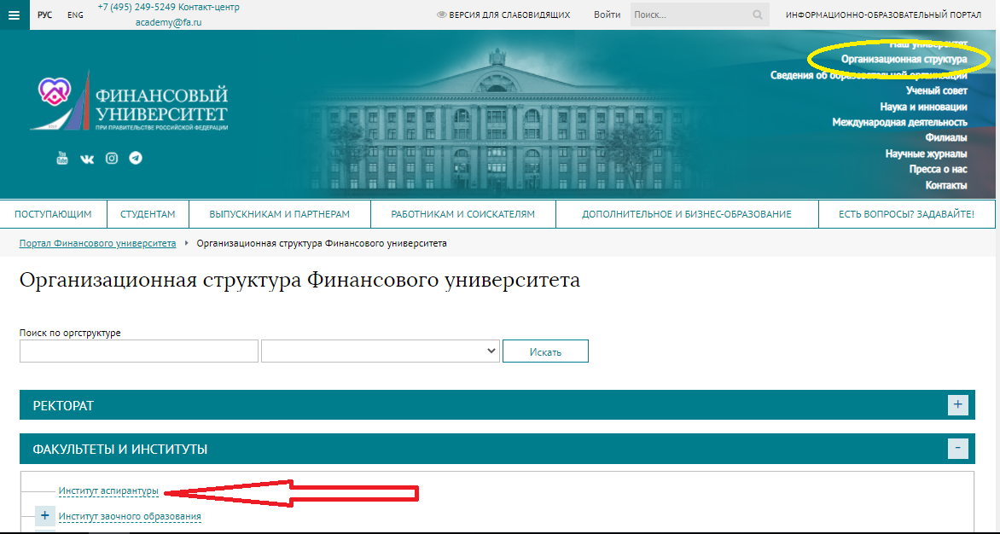 РУС ENG +7 (495) 249-5249 Контакт-центр
academy@fa.ru
ВЕРСИЯ ДЛЯ СЛАБОВИДЯЩИХ Войти Поиск... ИНФОРМАЦИОННО-ОБРАЗОВАТЕЛЬНЫЙ ПОРТАЛ
ФИНАНСОВЫЙ
УНИВЕРСИТЕТ
ПРИ ПРАВИТЕЛЬСТВЕ РОССИЙСКОЙ ФЕДЕРАЦИИ
You
Tube
Наш университет
Организационная структура
Сведения об образовательной организации
Ученый совет
Наука и инновации
Международная деятельность
Филиалы
Научные журналы
Пресса о нас
Контакты
ПОСТУПАЮЩИМ СТУДЕНТАМ ВЫПУСКНИКАМ И ПАРТНЕРАМ РАБОТНИКАМ И СОИСКАТЕЛЯМ ДОПОЛНИТЕЛЬНОЕ И БИЗНЕС-ОБРАЗОВАНИЕ ЕСТЬ ВОПРОСЫ? ЗАДАВАЙТЕ!
Портал Финансового университета Организационная структура Финансового университета
Организационная структура Финансового университета
Поиск по оргструктуре
Искать
РЕКТОРАТ +
ФАКУЛЬТЕТЫ И ИНСТИТУТЫ -
Институт аспирантуры
+ Институт заочного образования